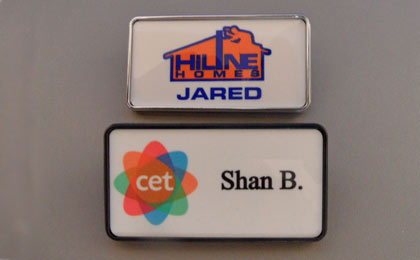 HILINE
HOMES
JARED
cet
Shan B.